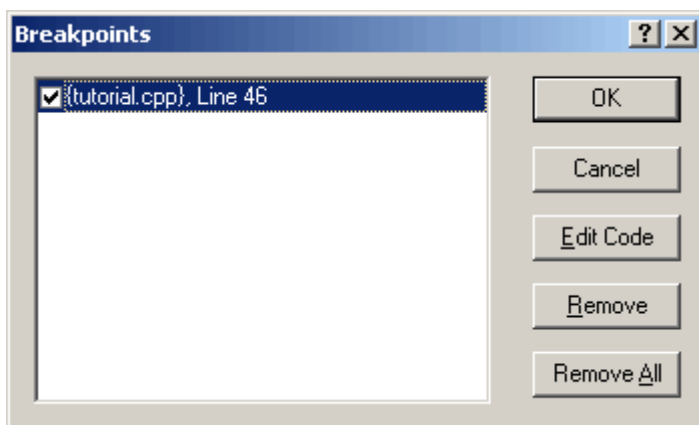 Breakpoints
{tutorial.cpp}, Line 46
OK
Cancel
Edit Code
Remove
Remove All